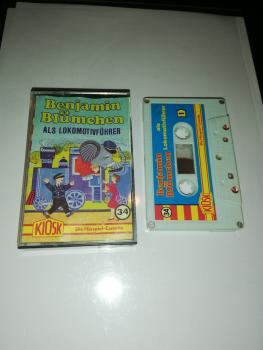 Benjamin
Blümchen
ALS LOKOMOTIVFÜHRER
34
KIOSK
Die Hörspiel-Cassette
Benjamin
Blümchen
als
Lokomotivführer
34
KIOSK